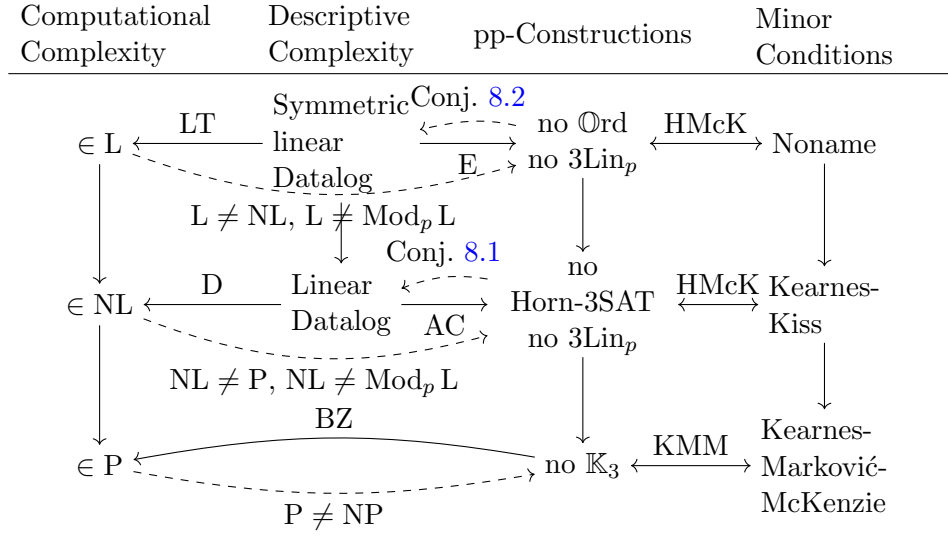 Computational Complexity
Descriptive Complexity
pp-Constructions
Minor Conditions
∈ L
LT
Symmetric
linear
Datalog
Conj. 8.2
E
no 𝕆rd
no 3Lin_p
HMcK
Noname
L ≠ NL, L ≠ Mod_p L
∈ NL
D
Linear
Datalog
Conj. 8.1
AC
no
Horn-3SAT
no 3Lin_p
HMcK
Kearnes-
Kiss
NL ≠ P, NL ≠ Mod_p L
BZ
∈ P
no 𝕂_3
KMM
Kearnes-
Marković-
McKenzie
P ≠ NP